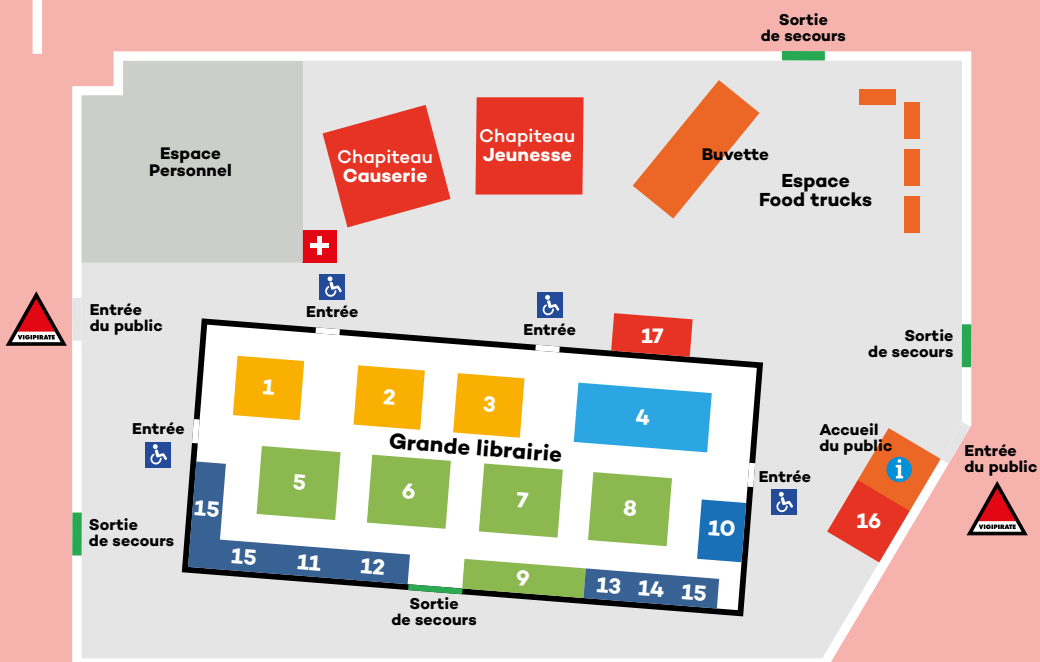 Sortie
de secours
Espace
Personnel
Chapiteau
Causerie
Chapiteau
Jeunesse
Buvette
Espace
Food trucks
Entrée
du public
VIGIPIRATE
Entrée
Entrée
17
Sortie
de secours
1
2
3
4
Grande librairie
Entrée
Accueil
du public
i
Entrée
du public
VIGIPIRATE
5
6
7
8
Entrée
15
10
16
Sortie
de secours
15
11
12
9
13
14
15
Sortie
de secours